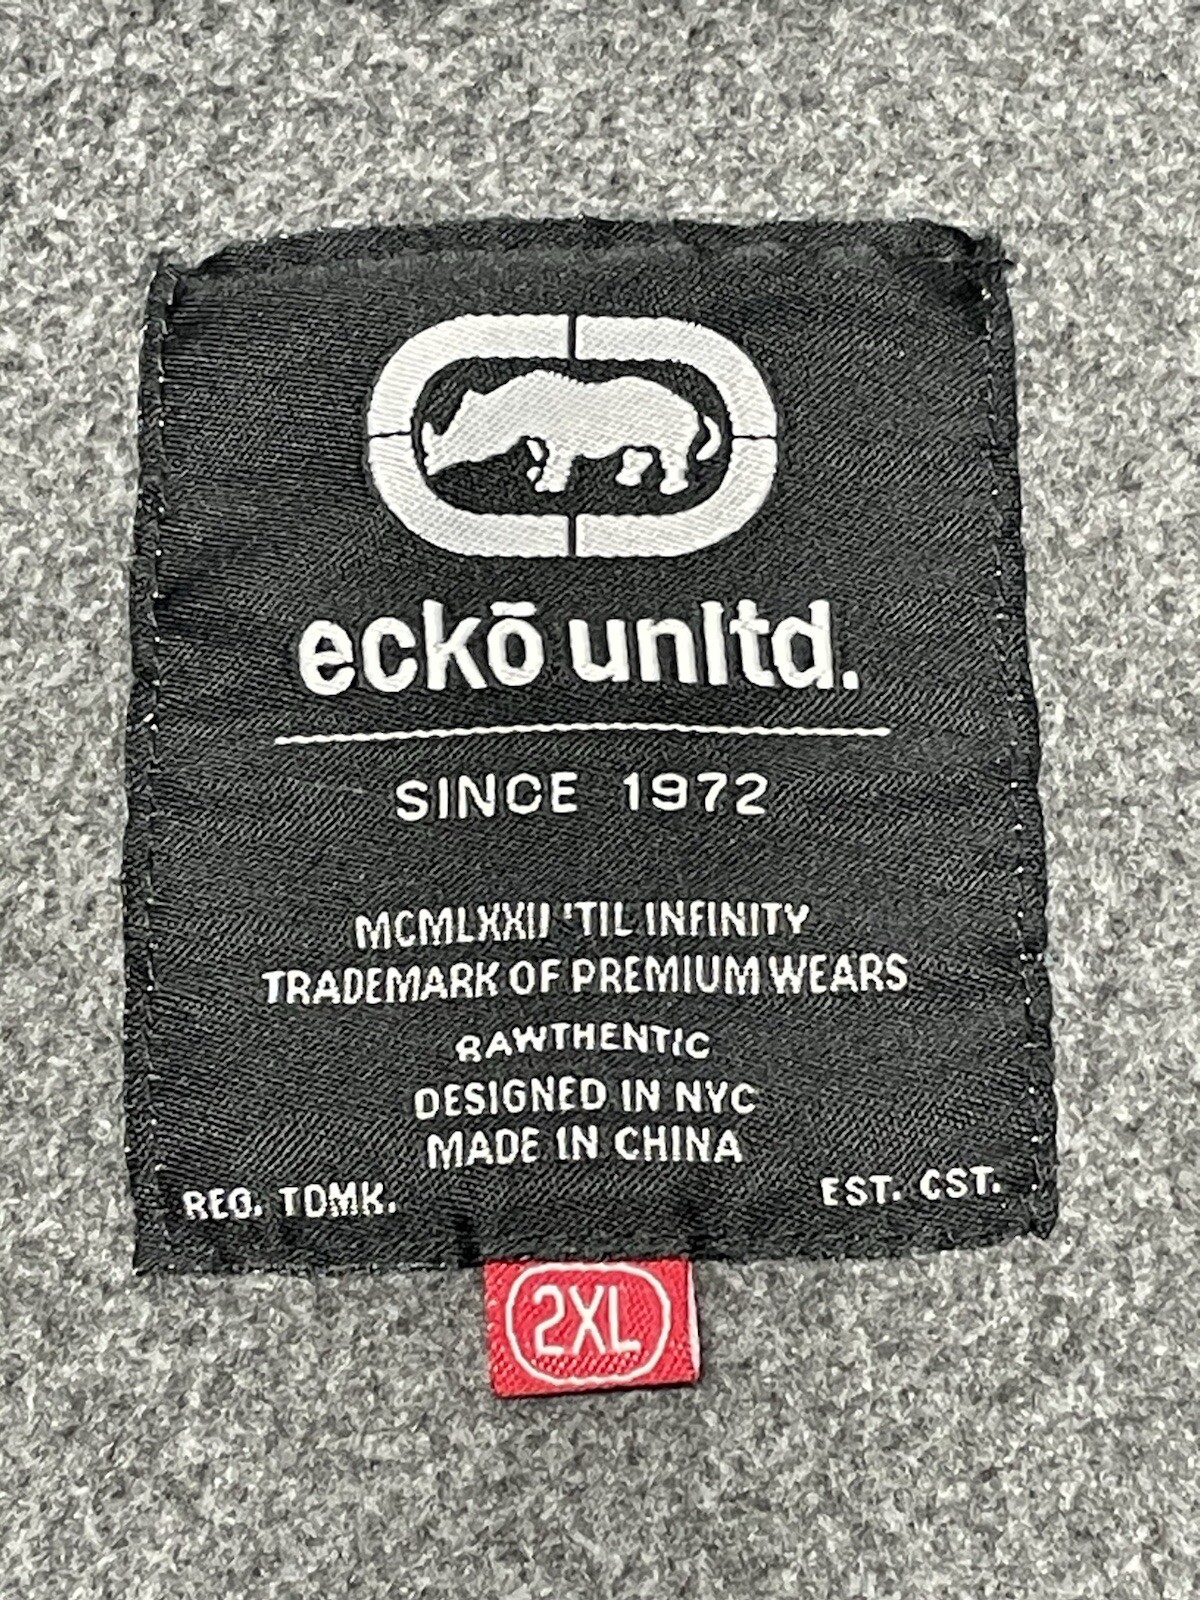 eckō unltd.
SINCE 1972
MCMLXXII 'TIL INFINITY
TRADEMARK OF PREMIUM WEARS
RAWTHENTIC
DESIGNED IN NYC
MADE IN CHINA
REG. TDMK. EST. CST.
2XL